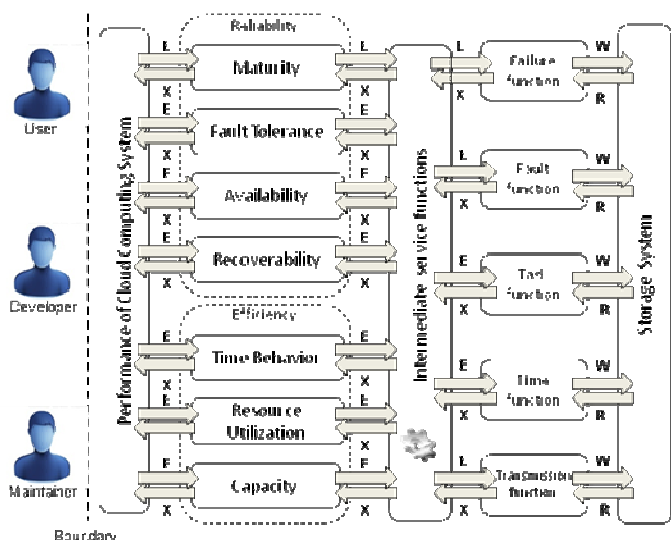 Reliability
Maturity
Fault Tolerance
Availability
Recoverability
Efficiency
Time Behavior
Resource
Utilization
Capacity
User
Developer
Maintainer
Boundary
Performance of Cloud Computing System
Intermediate service functions
Failure
function
Fault
function
Task
function
Time
function
Transmission
function
Storage System
E
X
E
X
E
X
E
X
E
X
E
X
E
X
E
X
E
X
E
X
E
X
E
X
E
X
E
X
E
X
E
X
E
X
E
X
E
X
W
R
W
R
W
R
W
R
W
R